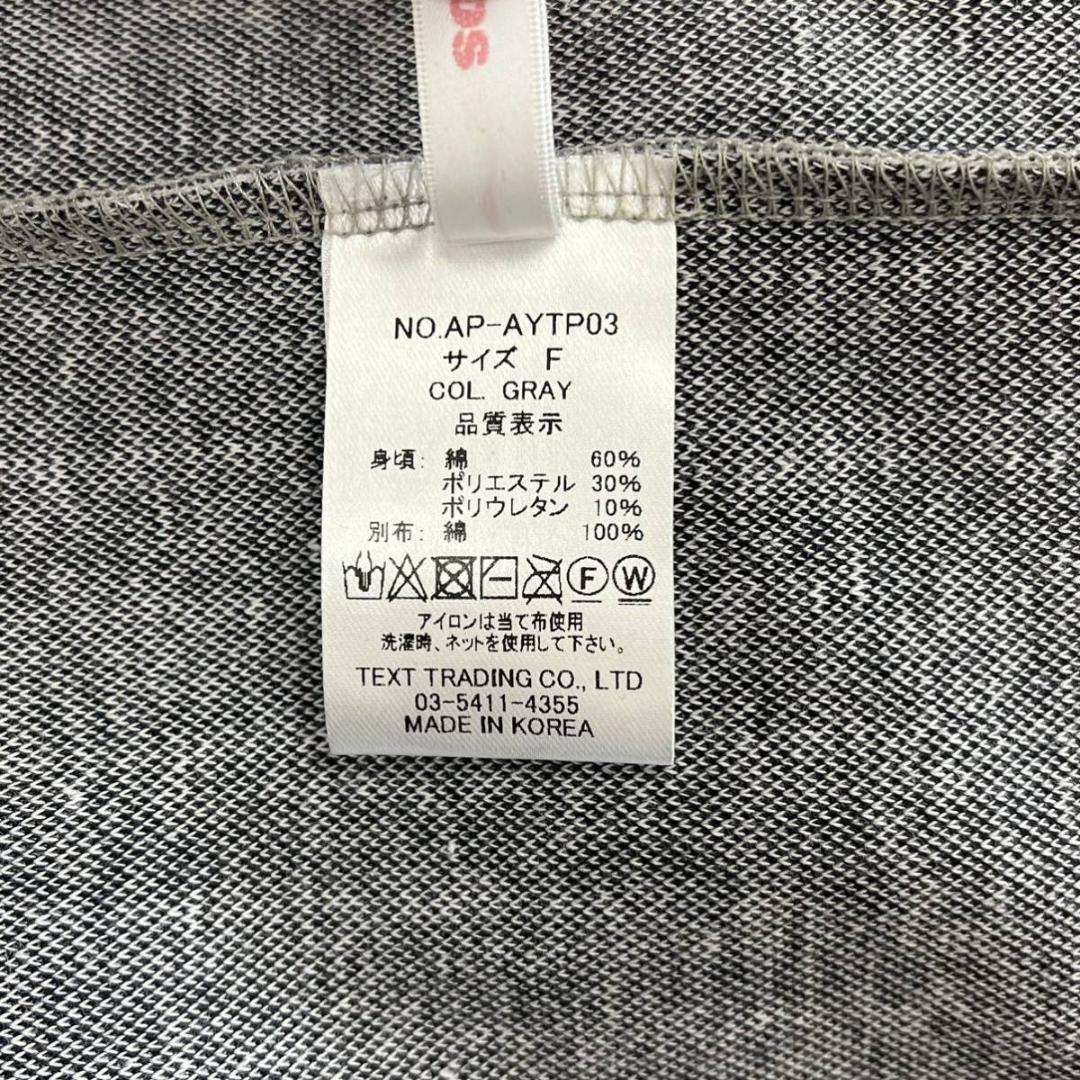 NO.AP-AYTP03
サイズ F
COL. GRAY
品質表示
身頃: 綿 60%
ポリエステル 30%
ポリウレタン 10%
別布: 綿 100%
F W
アイロンは当て布使用
洗濯時、ネットを使用して下さい。
TEXT TRADING CO., LTD
03-5411-4355
MADE IN KOREA